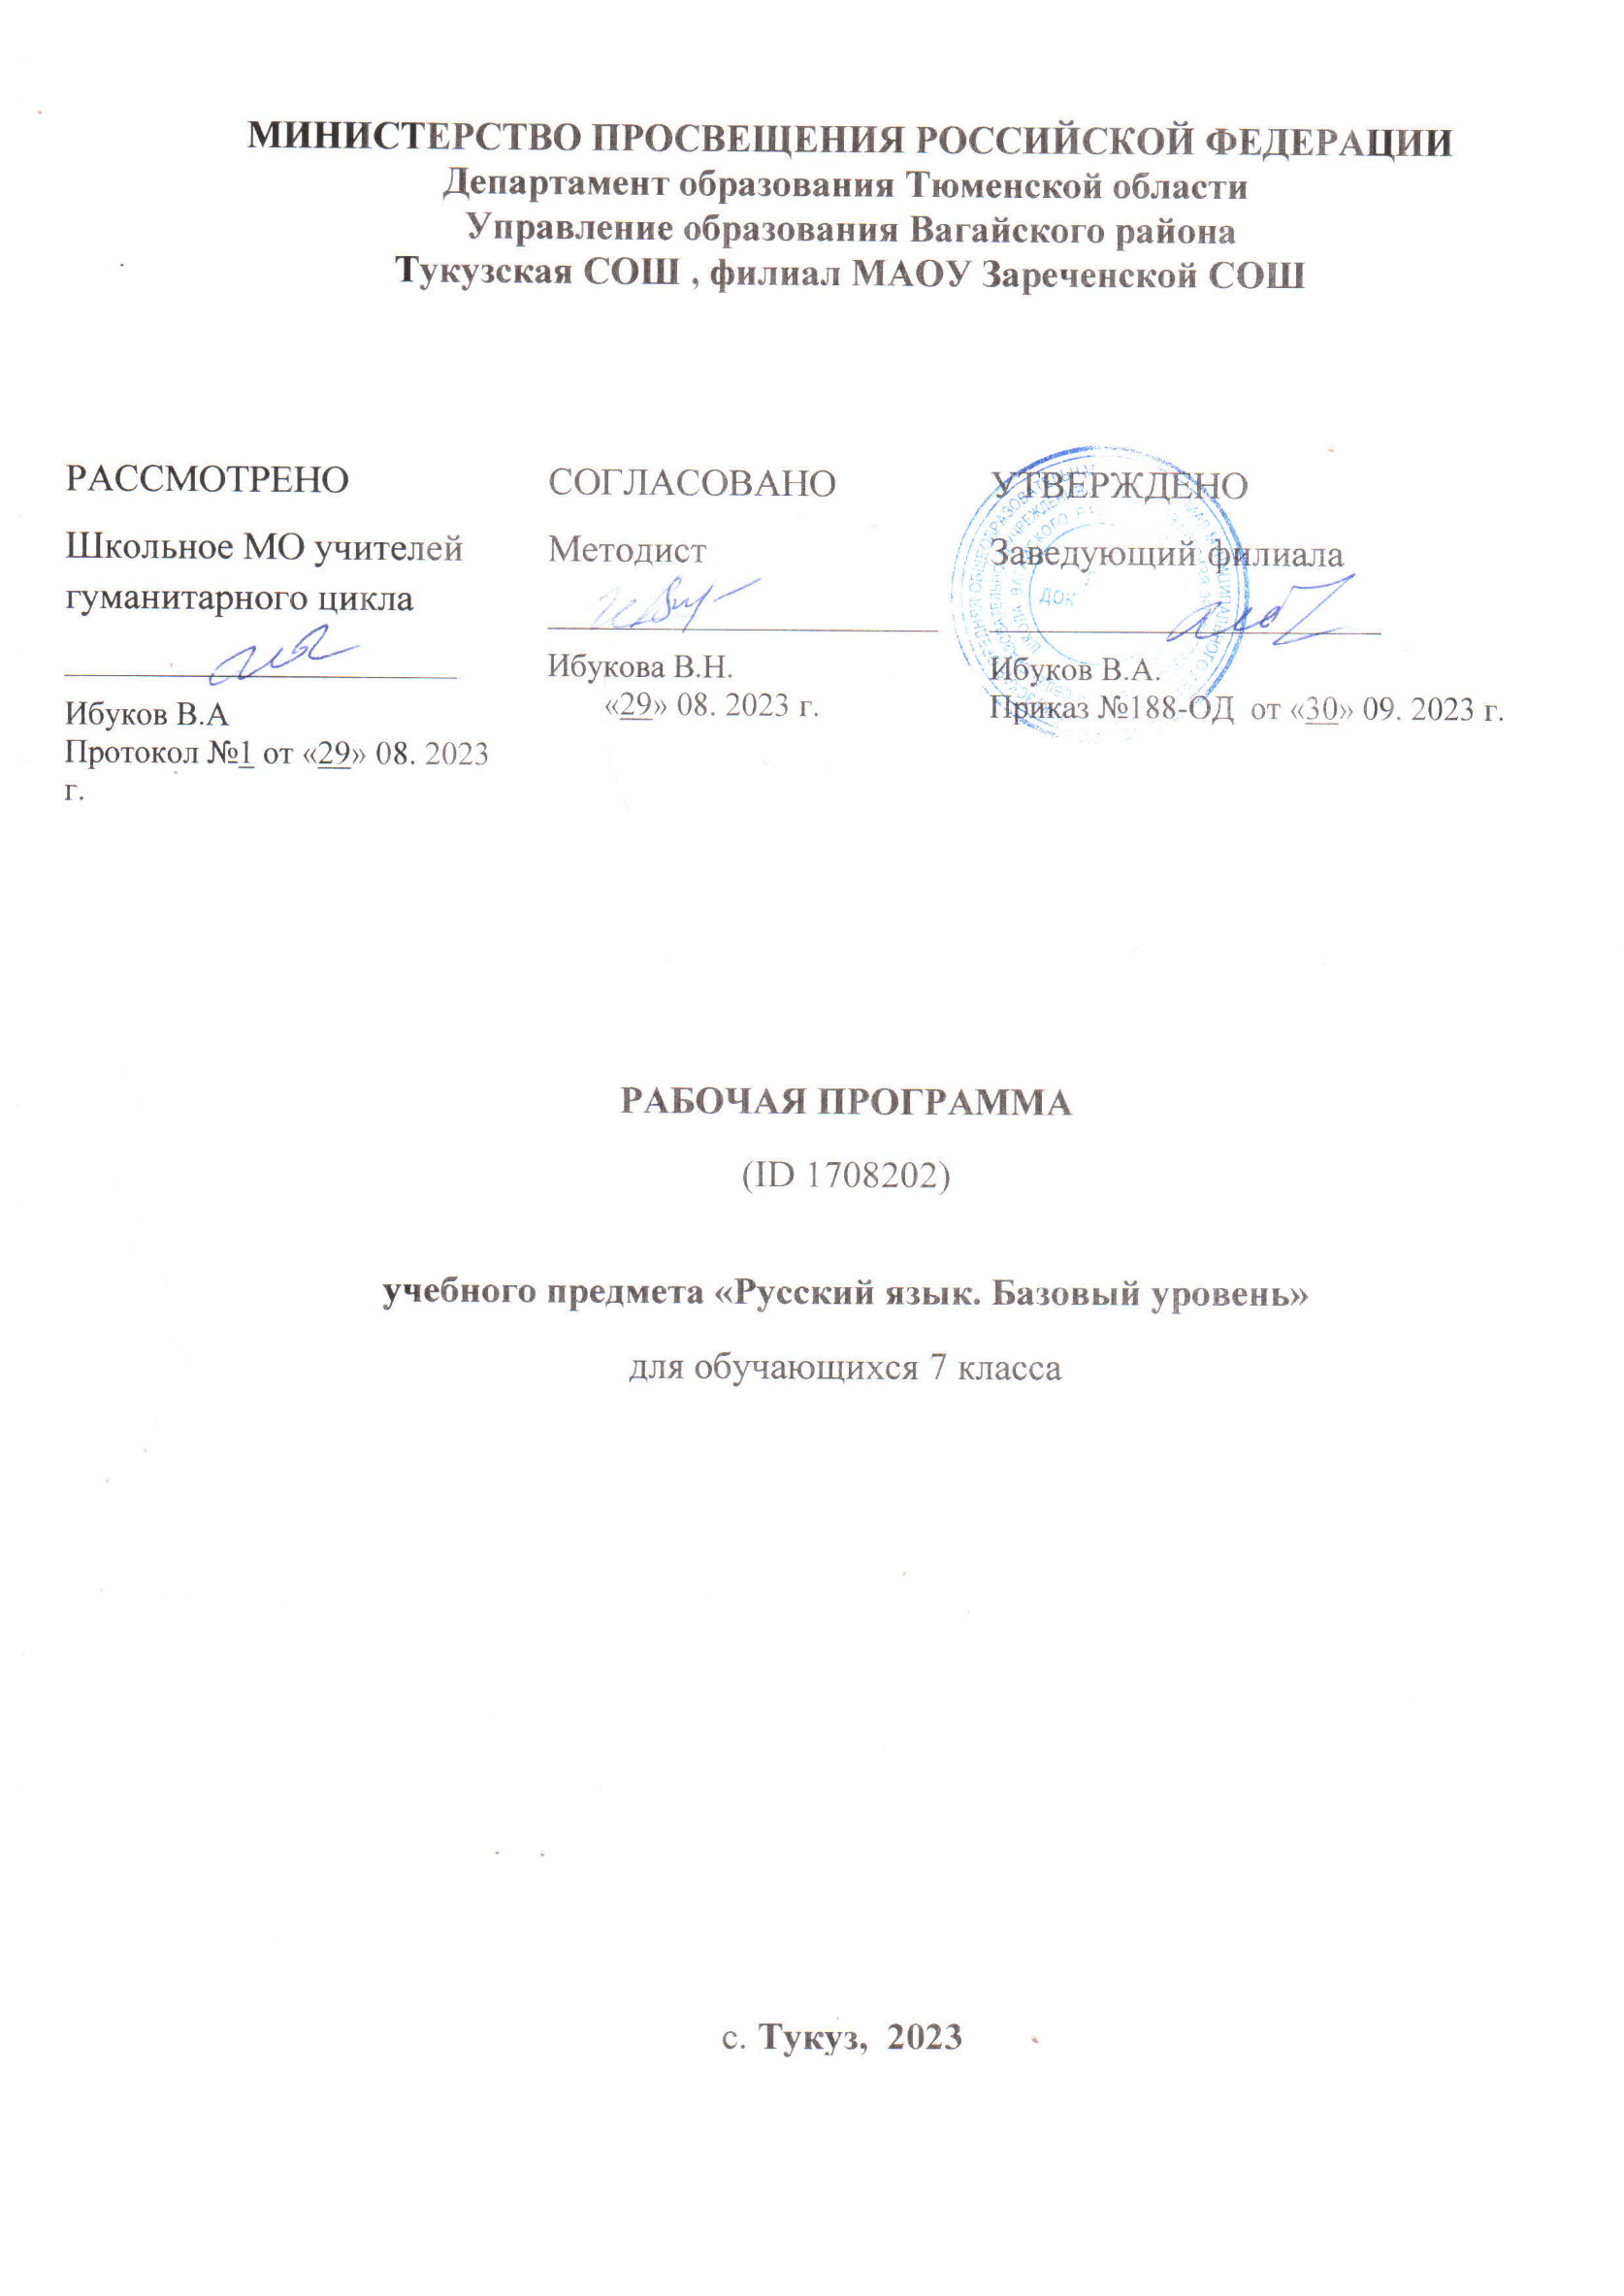 МИНИСТЕРСТВО ПРОСВЕЩЕНИЯ РОССИЙСКОЙ ФЕДЕРАЦИИ
Департамент образования Тюменской области
Управление образования Вагайского района
Тукузская СОШ , филиал МАОУ Зареченской СОШ
РАССМОТРЕНО
Школьное МО учителей
гуманитарного цикла
Ибуков В.А
Протокол №1 от «29» 08. 2023
г.
СОГЛАСОВАНО
Методист
Ибукова В.Н.
«29» 08. 2023 г.
УТВЕРЖДЕНО
Заведующий филиала
Ибуков В.А.
Приказ №188-ОД от «30» 09. 2023 г.
РАБОЧАЯ ПРОГРАММА
(ID 1708202)
учебного предмета «Русский язык. Базовый уровень»
для обучающихся 7 класса
с. Тукуз, 2023